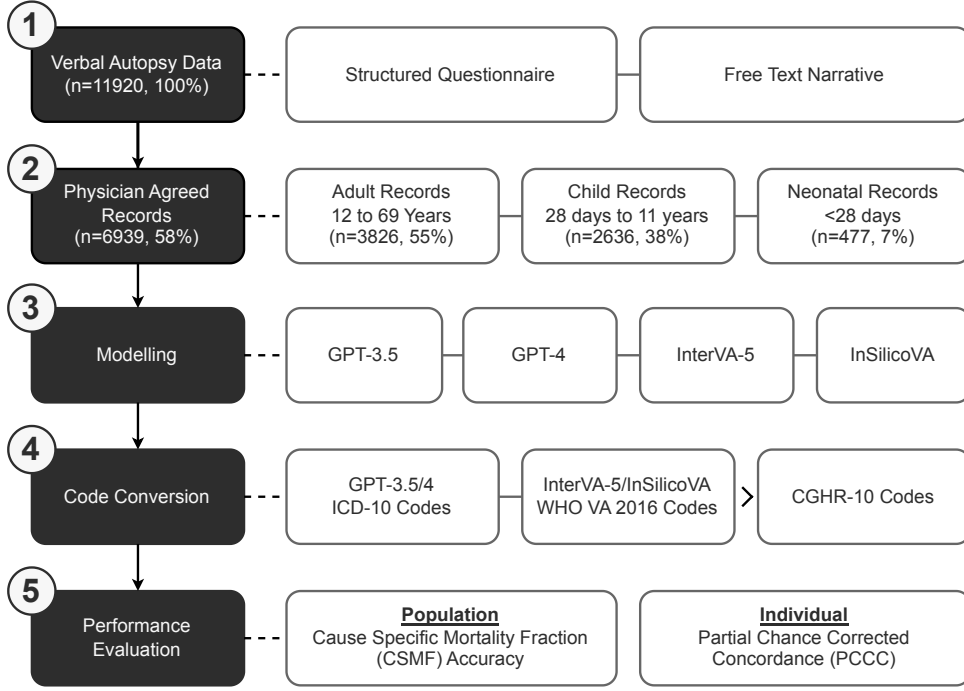 1
Verbal Autopsy Data
(n=11920, 100%)
Structured Questionnaire
Free Text Narrative
2
Physician Agreed
Records
(n=6939, 58%)
Adult Records
12 to 69 Years
(n=3826, 55%)
Child Records
28 days to 11 years
(n=2636, 38%)
Neonatal Records
<28 days
(n=477, 7%)
3
Modelling
GPT-3.5
GPT-4
InterVA-5
InSilicoVA
4
Code Conversion
GPT-3.5/4
ICD-10 Codes
InterVA-5/InSilicoVA
WHO VA 2016 Codes
CGHR-10 Codes
5
Performance
Evaluation
Population
Cause Specific Mortality Fraction
(CSMF) Accuracy
Individual
Partial Chance Corrected
Concordance (PCCC)